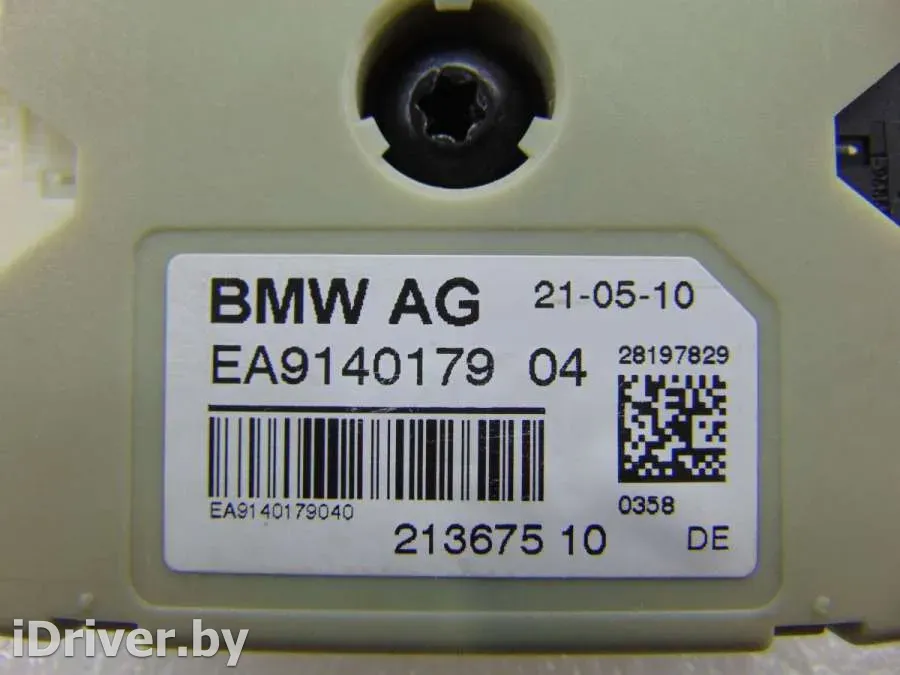 BMW AG 21-05-10
EA9140179 04
28197829
EA9140179040
0358
213675 10 DE
iDriver.by